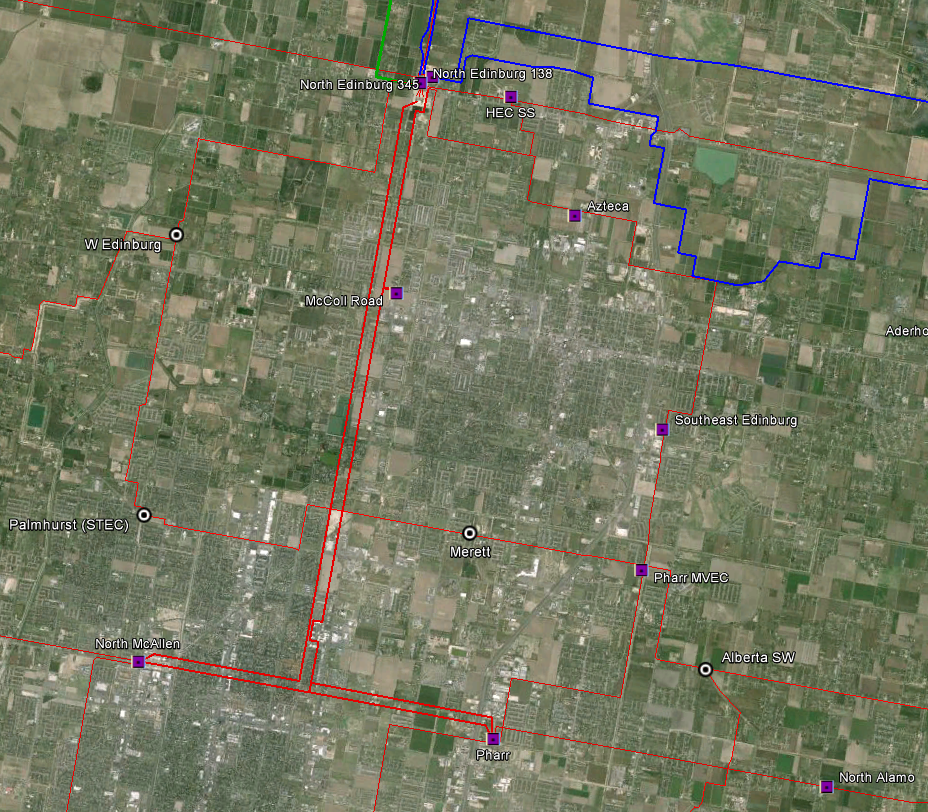 North Edinburg 138
North Edinburg 345
HEC SS
Azteca
W Edinburg
McColl Road
Aderho
Southeast Edinburg
Palmhurst (STEC)
Merett
Pharr MVEC
North McAllen
Alberta SW
Pharr
North Alamo